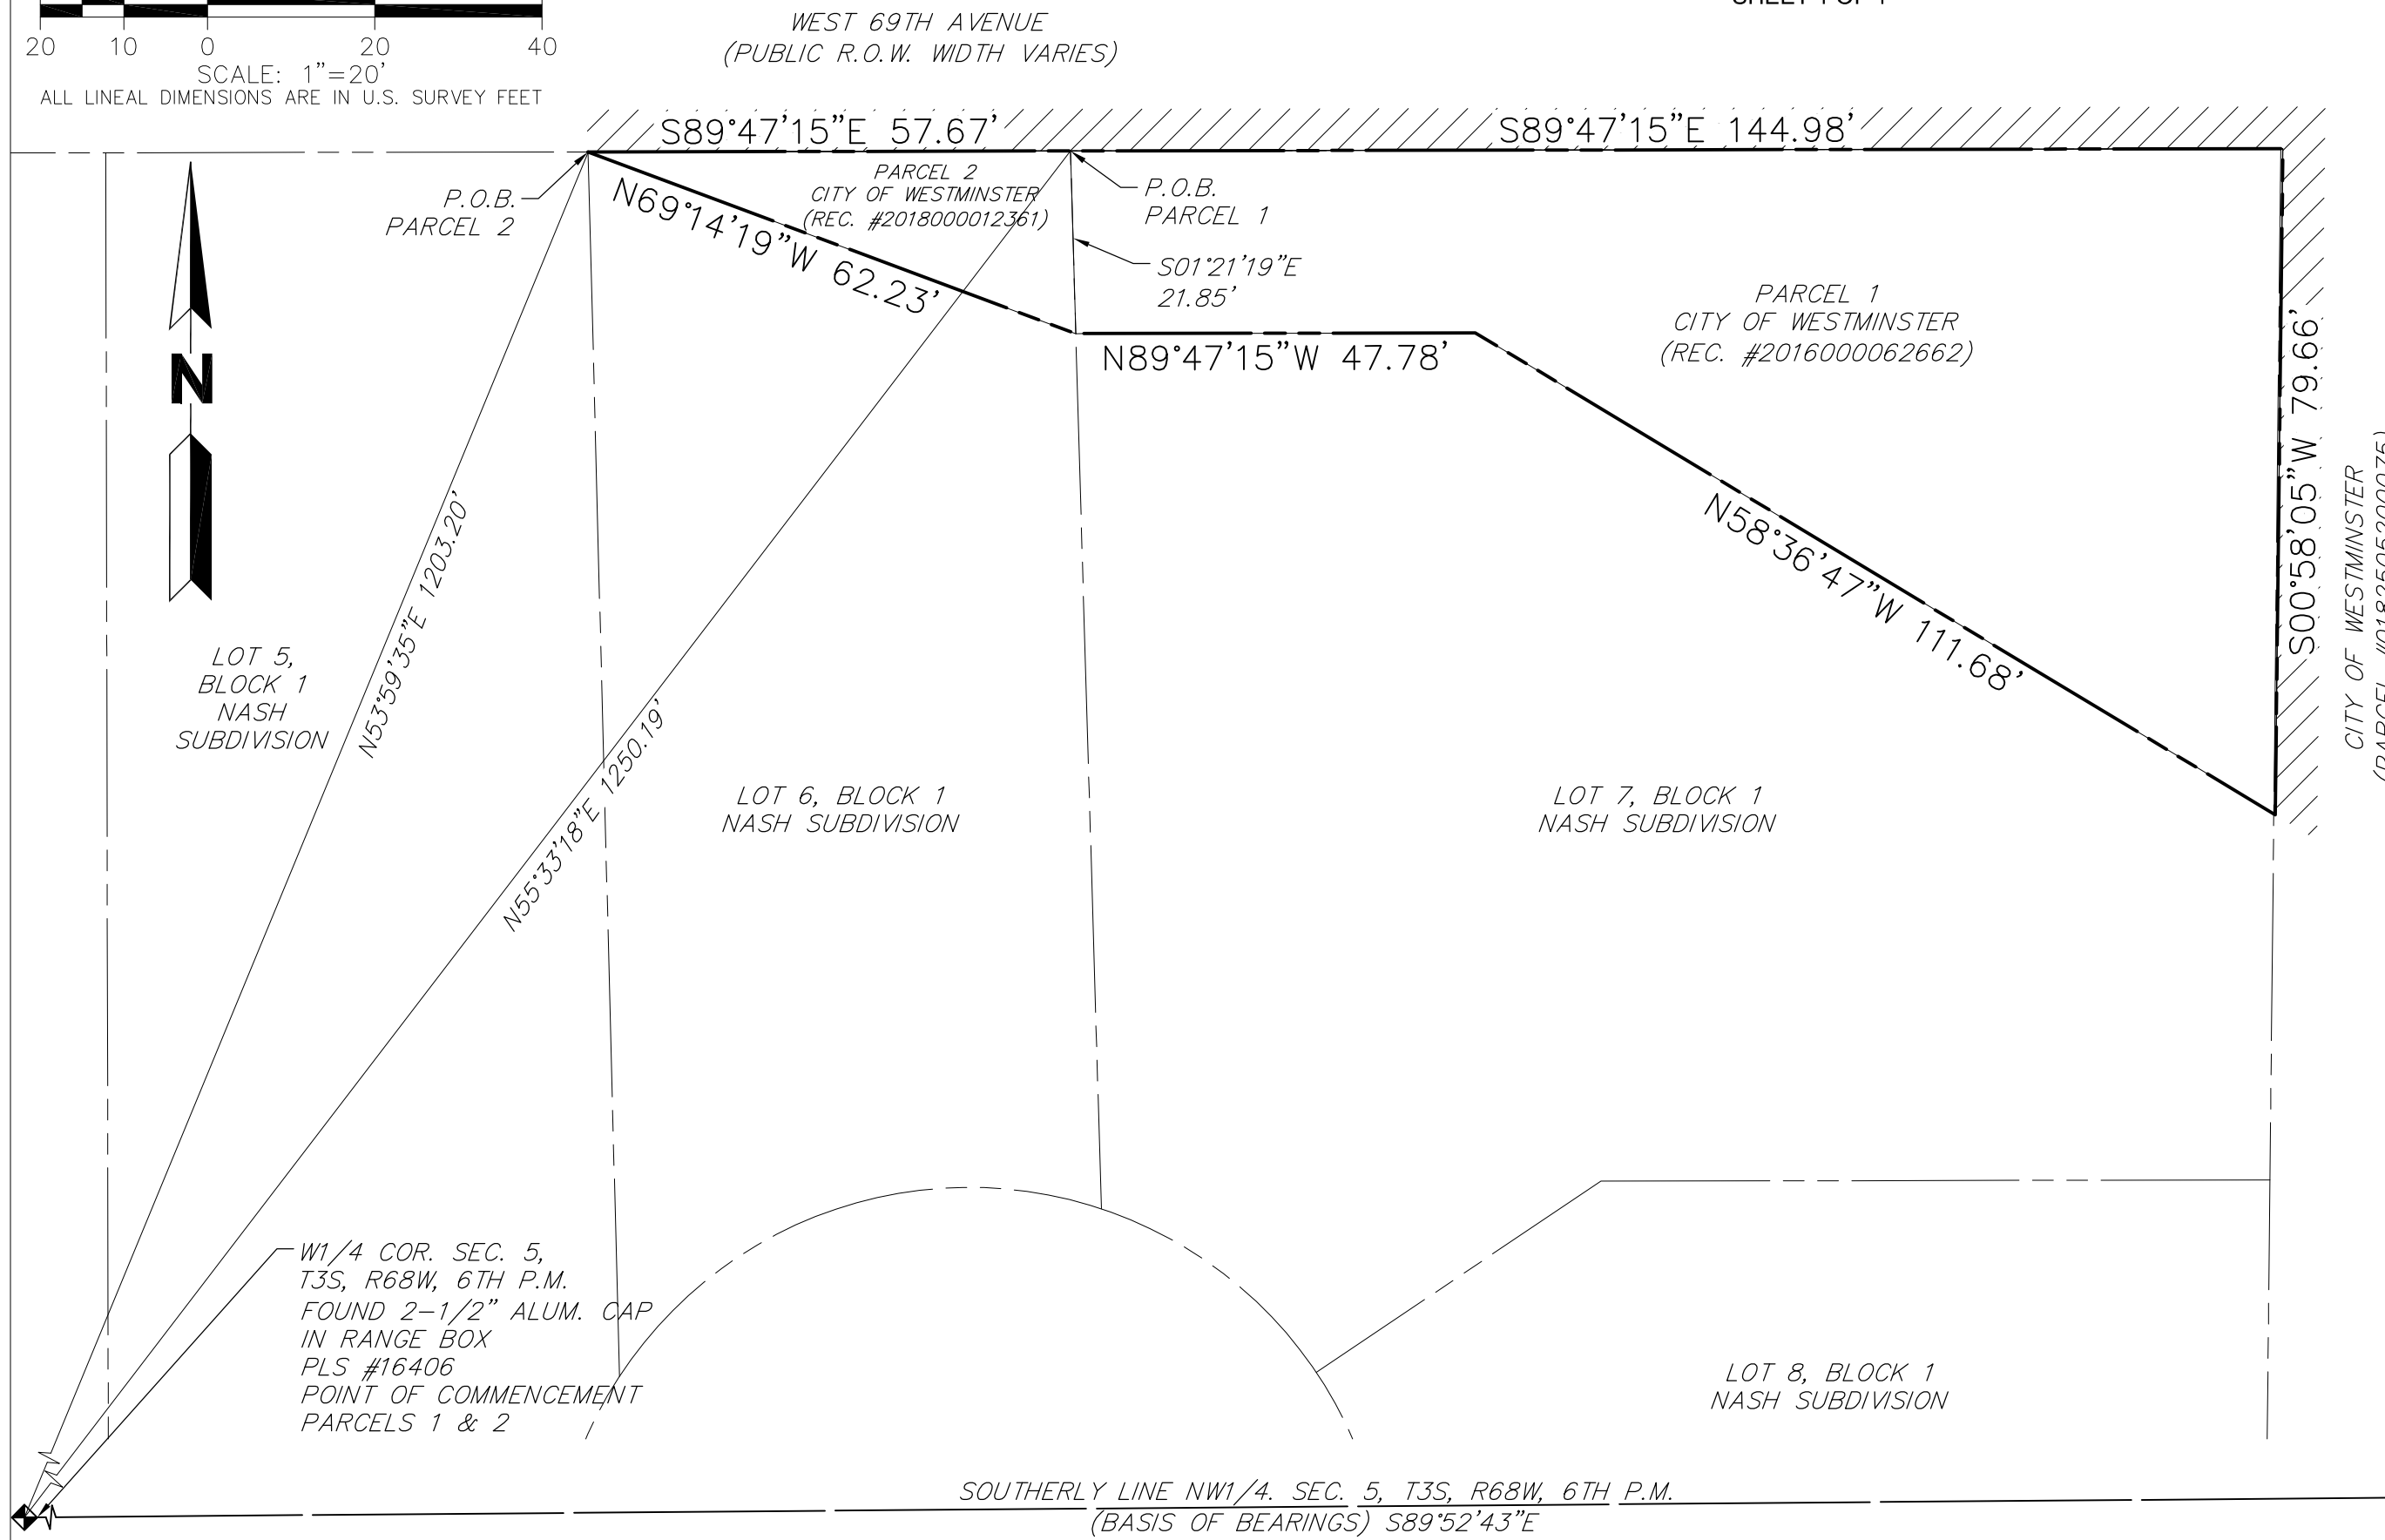 SHEET 1 OF 1
20 10 0 20 40
SCALE: 1"=20'
ALL LINEAL DIMENSIONS ARE IN U.S. SURVEY FEET
WEST 69TH AVENUE
(PUBLIC R.O.W. WIDTH VARIES)
S89°47'15"E 57.67'
S89°47'15"E 144.98'
P.O.B.
PARCEL 2
PARCEL 2
CITY OF WESTMINSTER
(REC. #2018000012361)
N69°14'19"W 62.23'
P.O.B.
PARCEL 1
S01°21'19"E
21.85'
N89°47'15"W 47.78'
PARCEL 1
CITY OF WESTMINSTER
(REC. #2016000062662)
N58°36'47"W 111.68'
S00°58'05"W 79.66'
CITY OF WESTMINSTER
(PARCEL #0182505200075)
N
N53°59'35"E 1203.20'
N55°33'18"E 1250.19'
LOT 5,
BLOCK 1
NASH
SUBDIVISION
LOT 6, BLOCK 1
NASH SUBDIVISION
LOT 7, BLOCK 1
NASH SUBDIVISION
W1/4 COR. SEC. 5,
T3S, R68W, 6TH P.M.
FOUND 2-1/2" ALUM. CAP
IN RANGE BOX
PLS #16406
POINT OF COMMENCEMENT
PARCELS 1 & 2
LOT 8, BLOCK 1
NASH SUBDIVISION
SOUTHERLY LINE NW1/4. SEC. 5, T3S, R68W, 6TH P.M.
(BASIS OF BEARINGS) S89°52'43"E